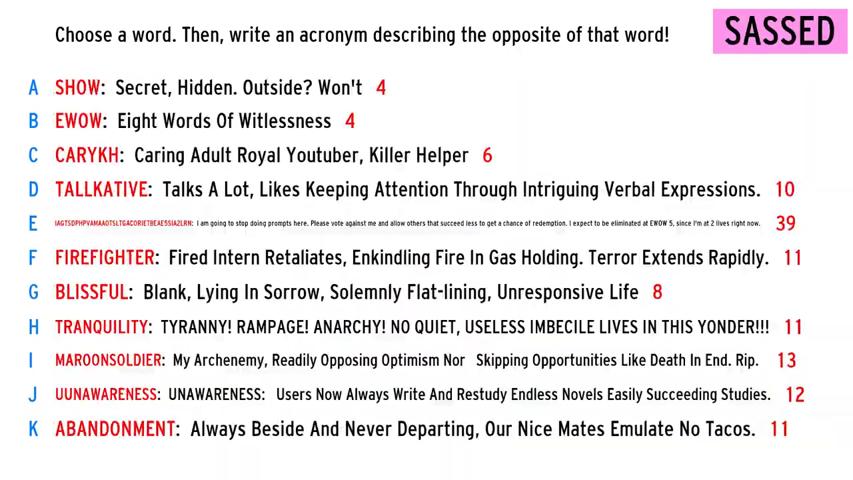 Choose a word. Then, write an acronym describing the opposite of that word! SASSED
A SHOW: Secret, Hidden. Outside? Won't 4
B EWOW: Eight Words Of Witlessness 4
C CARYKH: Caring Adult Royal Youtuber, Killer Helper 6
D TALLKATIVE: Talks A Lot, Likes Keeping Attention Through Intriguing Verbal Expressions. 10
E IAGTSDPHPVAMAAOTSLTGACORIETBEAE5SIA2LRN: I am going to stop doing prompts here. Please vote against me and allow others that succeed less to get a chance of redemption. I expect to be eliminated at EWOW 5, since I'm at 2 lives right now. 39
F FIREFIGHTER: Fired Intern Retaliates, Enkindling Fire In Gas Holding. Terror Extends Rapidly. 11
G BLISSFUL: Blank, Lying In Sorrow, Solemnly Flat-lining, Unresponsive Life 8
H TRANQUILITY: TYRANNY! RAMPAGE! ANARCHY! NO QUIET, USELESS IMBECILE LIVES IN THIS YONDER!!! 11
I MAROONSOLDIER: My Archenemy, Readily Opposing Optimism Nor Skipping Opportunities Like Death In End. Rip. 13
J UUNAWARENESS: UNAWARENESS: Users Now Always Write And Restudy Endless Novels Easily Succeeding Studies. 12
K ABANDONMENT: Always Beside And Never Departing, Our Nice Mates Emulate No Tacos. 11